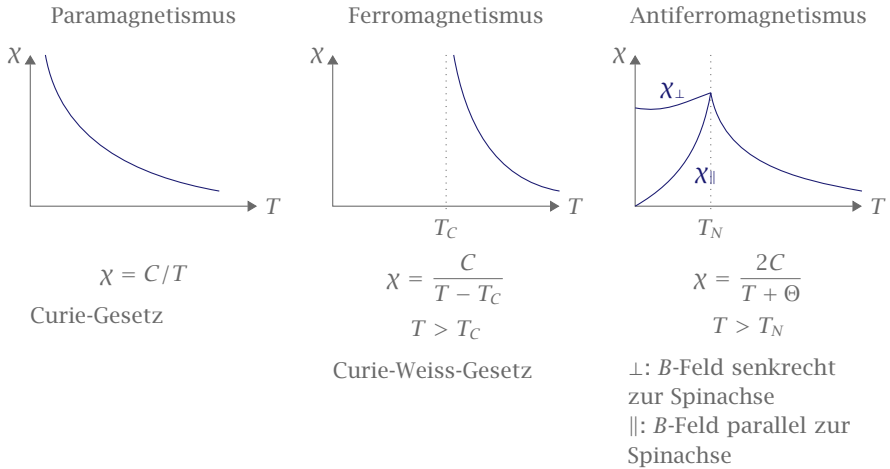 Paramagnetismus
χ
T
χ = C/T
Curie-Gesetz
Ferromagnetismus
χ
T
T_C
χ = C / (T − T_C)
T > T_C
Curie-Weiss-Gesetz
Antiferromagnetismus
χ
χ⊥
χ∥
T
T_N
χ = 2C / (T + Θ)
T > T_N
⊥: B-Feld senkrecht
zur Spinachse
∥: B-Feld parallel zur
Spinachse